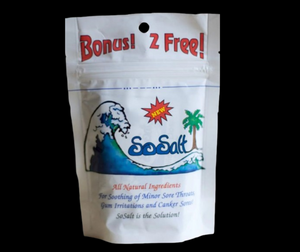 Bonus! 2 Free!
NEW
SoSalt
All Natural Ingredients
For Soothing of Minor Sore Throats,
Gum Irritations and Canker Sores!
SoSalt is the Solution!